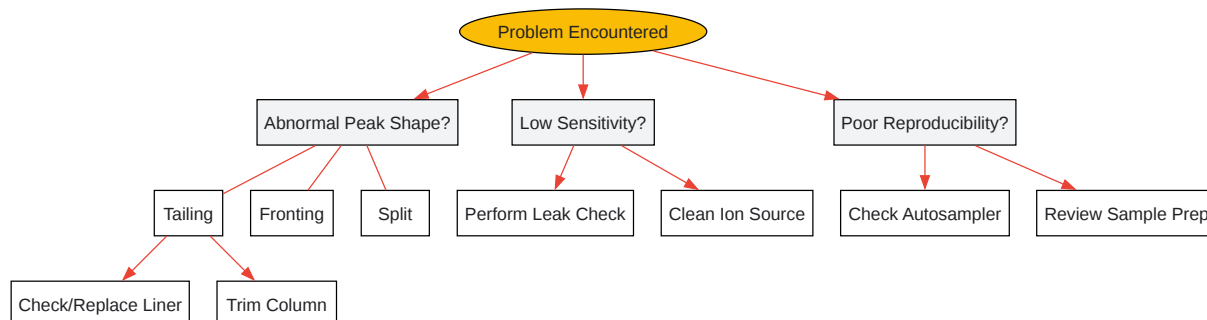 Problem Encountered
Abnormal Peak Shape?
Low Sensitivity?
Poor Reproducibility?
Tailing
Fronting
Split
Perform Leak Check
Clean Ion Source
Check Autosampler
Review Sample Prep
Check/Replace Liner
Trim Column